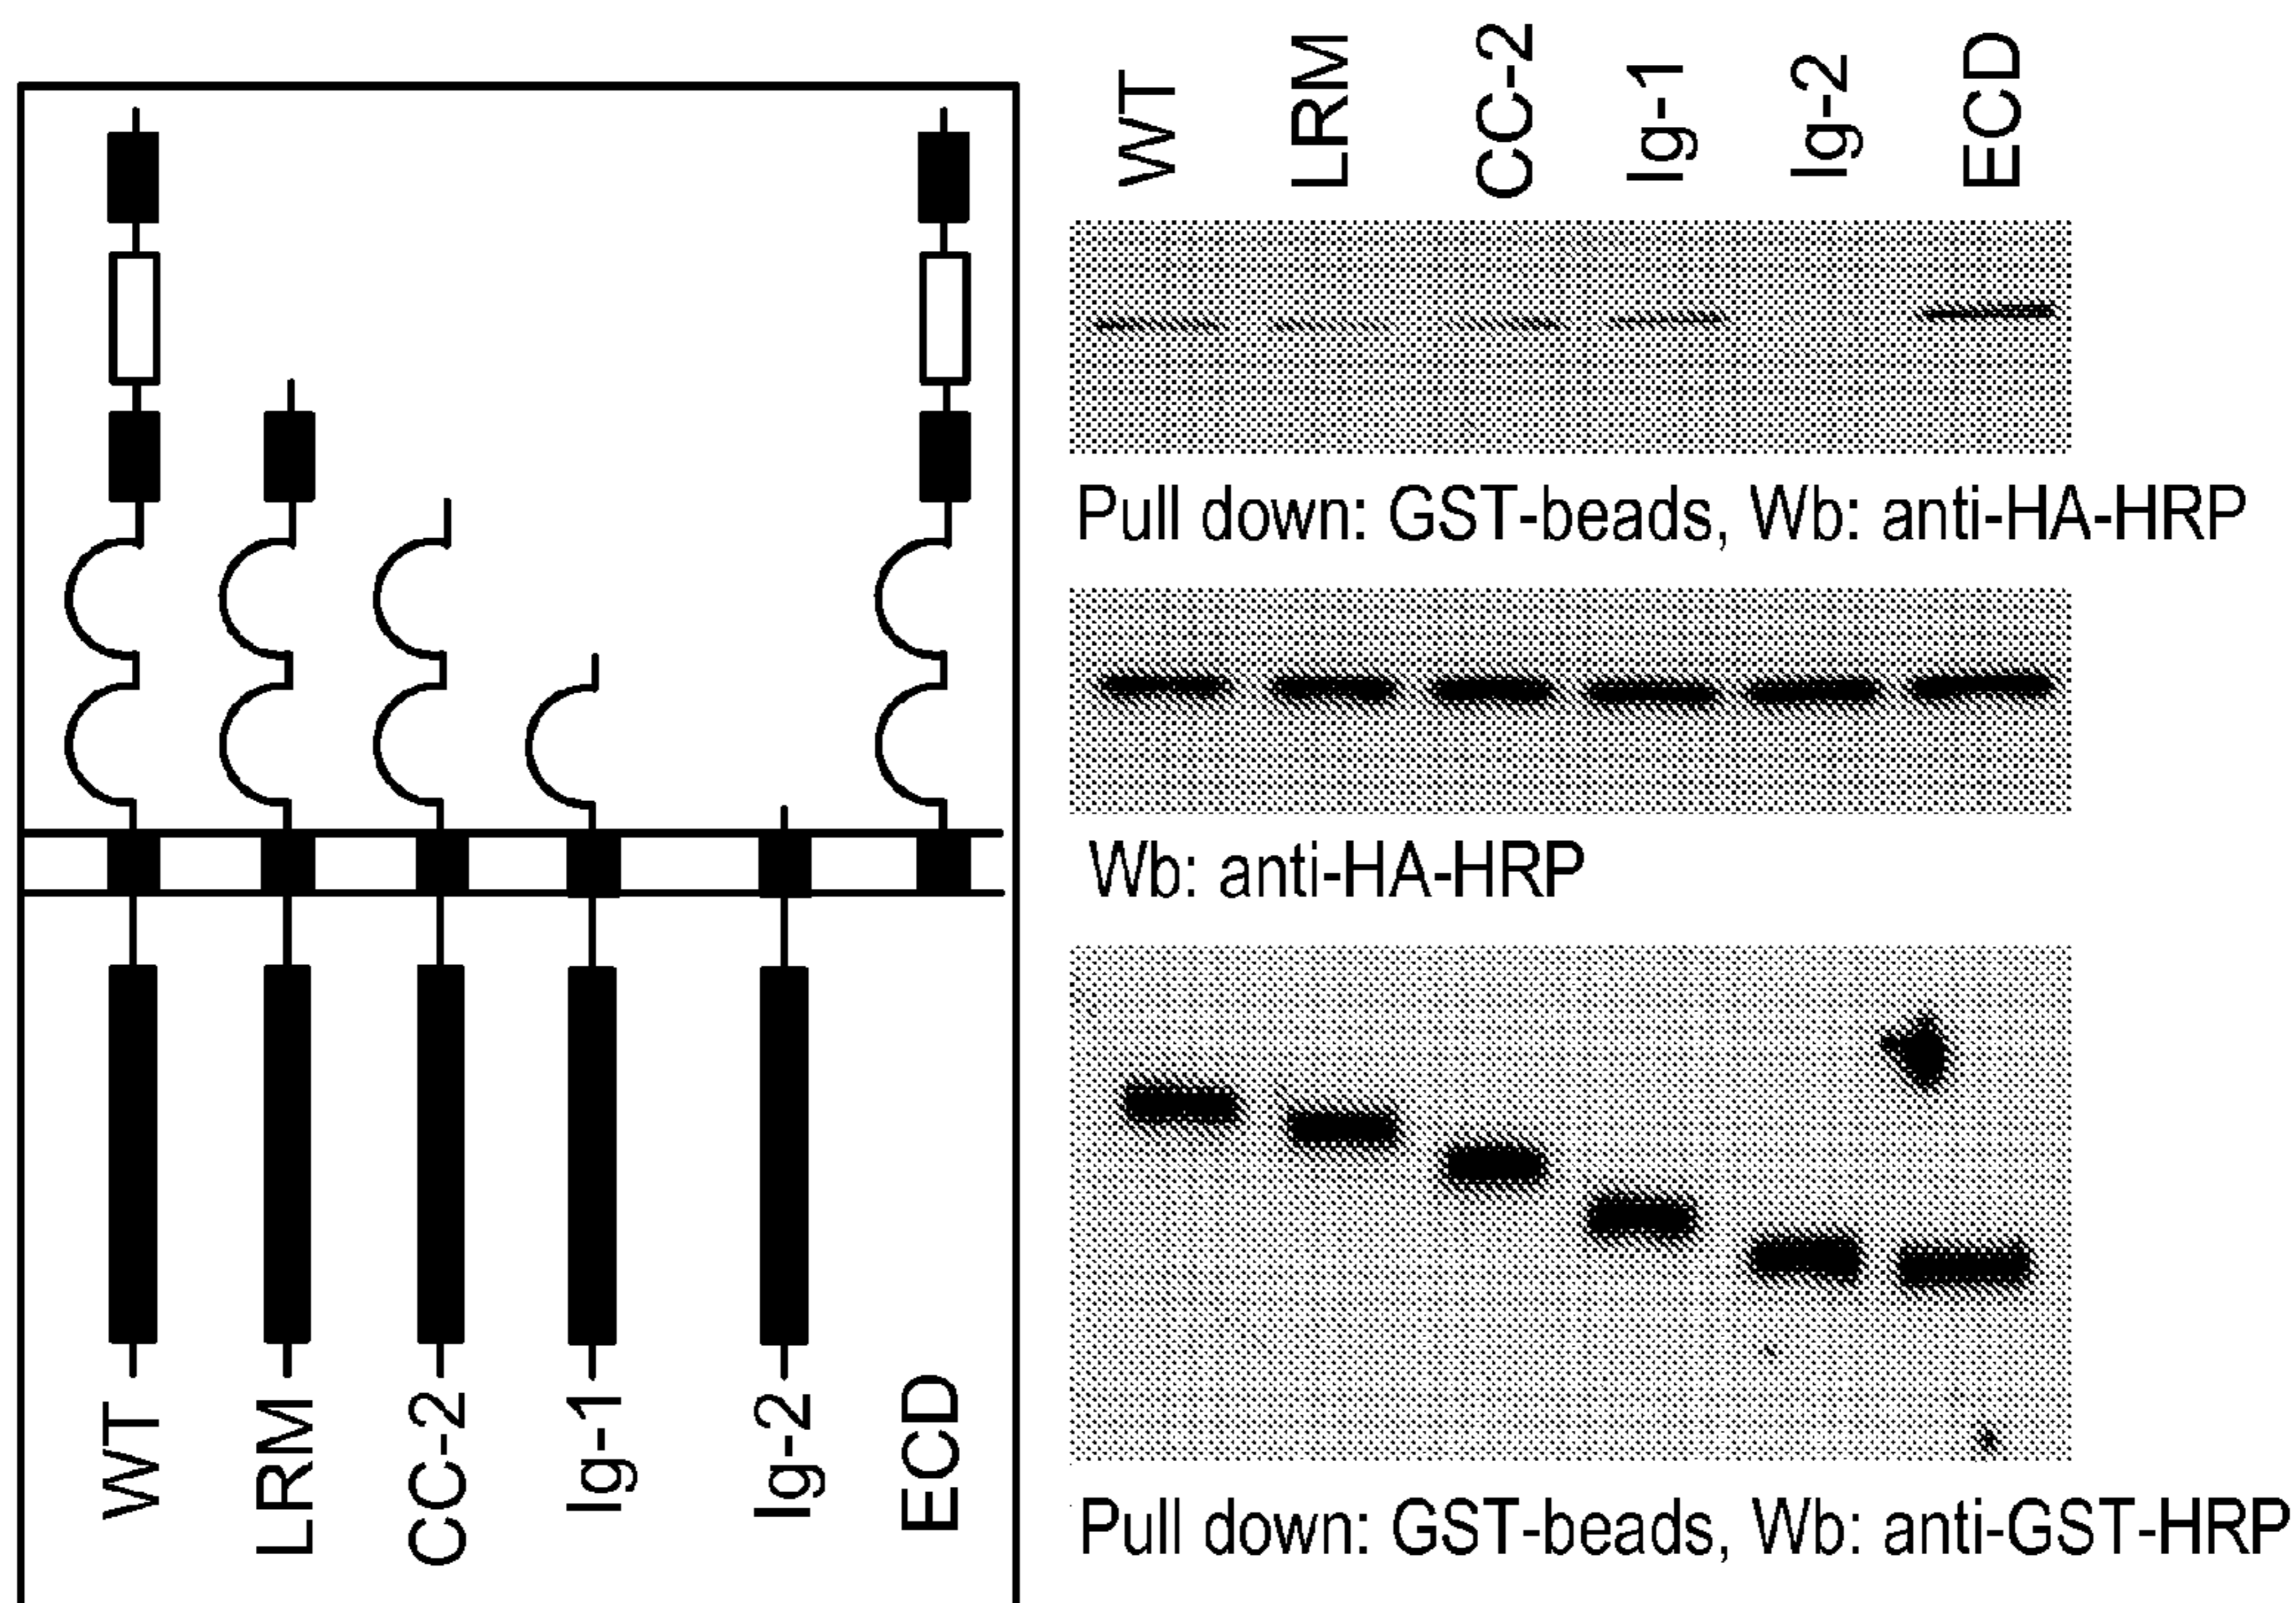 WT LRM CC-2 Ig-1 Ig-2 ECD
Pull down: GST-beads, Wb: anti-HA-HRP
Wb: anti-HA-HRP
Pull down: GST-beads, Wb: anti-GST-HRP
WT LRM CC-2 Ig-1 Ig-2 ECD